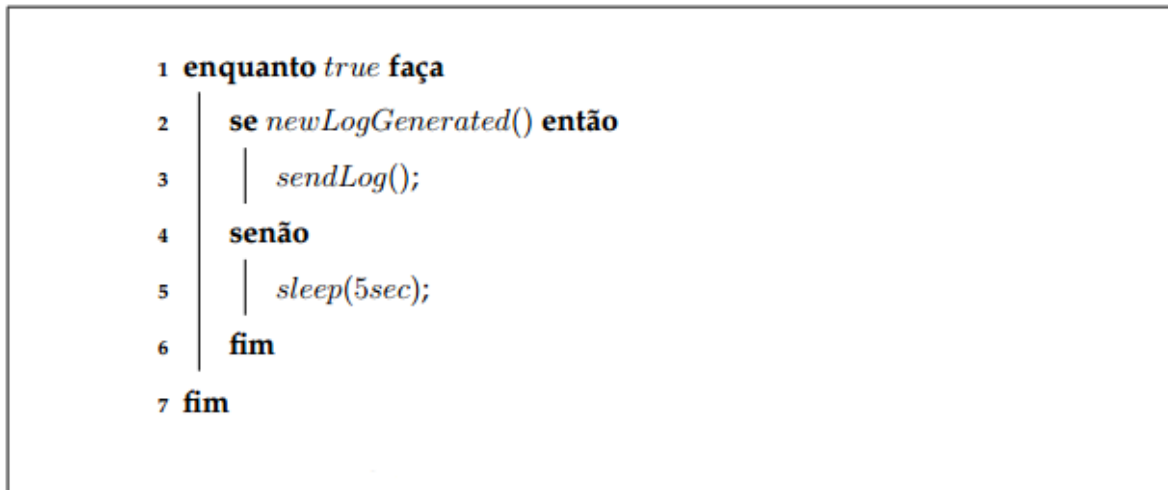 1 enquanto true faça
2 se newLogGenerated() então
3 sendLog();
4 senão
5 sleep(5sec);
6 fim
7 fim